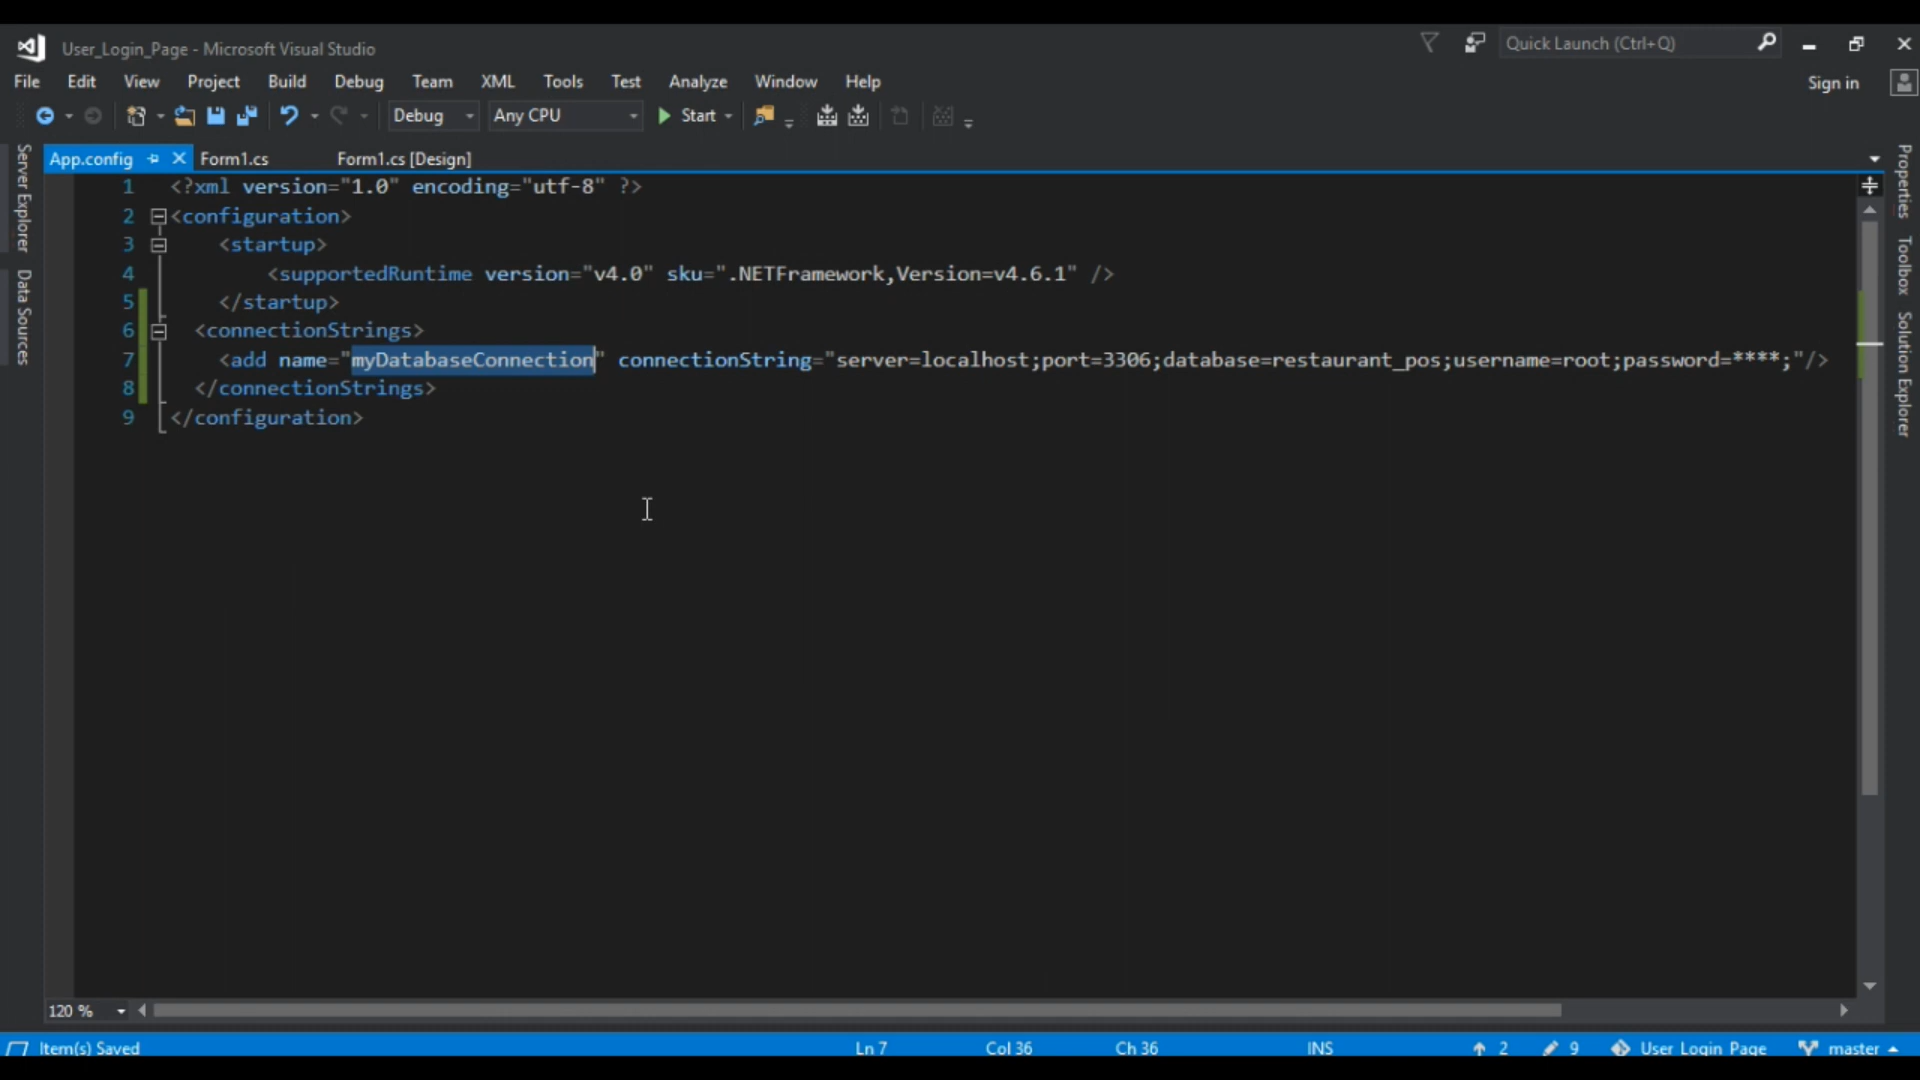 User_Login_Page - Microsoft Visual Studio
Quick Launch (Ctrl+Q)
File Edit View Project Build Debug Team XML Tools Test Analyze Window Help
Sign in
Debug Any CPU Start
App.config Form1.cs Form1.cs [Design]
Server Explorer
Data Sources
1 <?xml version="1.0" encoding="utf-8" ?>
2 <configuration>
3 <startup>
4 <supportedRuntime version="v4.0" sku=".NETFramework,Version=v4.6.1" />
5 </startup>
6 <connectionStrings>
7 <add name="myDatabaseConnection" connectionString="server=localhost;port=3306;database=restaurant_pos;username=root;password=****;"/>
8 </connectionStrings>
9 </configuration>
Properties
Toolbox
Solution Explorer
120 %
Item(s) Saved Ln 7 Col 36 Ch 36 INS 2 9 User_Login_Page master